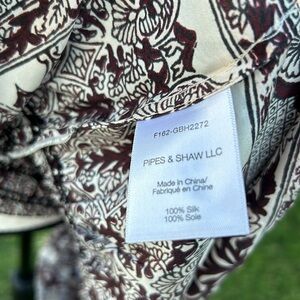 F162-GBH2272
PIPES & SHAW LLC
Made in China/
Fabriqué en Chine
100% Silk
100% Soie